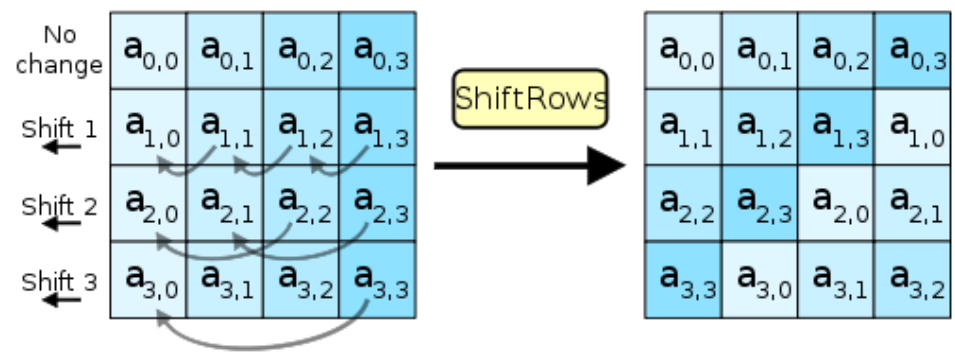 No
change
a0,0 a0,1 a0,2 a0,3
Shift 1
a1,0 a1,1 a1,2 a1,3
Shift 2
a2,0 a2,1 a2,2 a2,3
Shift 3
a3,0 a3,1 a3,2 a3,3
ShiftRows
a0,0 a0,1 a0,2 a0,3
a1,1 a1,2 a1,3 a1,0
a2,2 a2,3 a2,0 a2,1
a3,3 a3,0 a3,1 a3,2